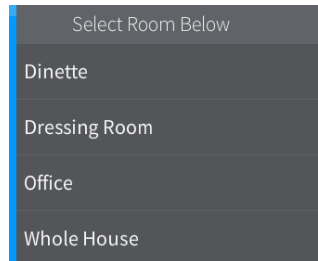 Select Room Below
Dinette
Dressing Room
Office
Whole House